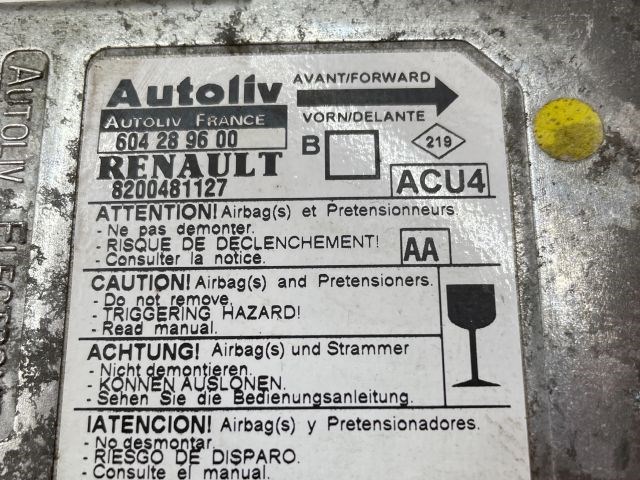 Autoliv
AVANT/FORWARD
AUTOLIV FRANCE
VORN/DELANTE
604 28 96 00
B
219
RENAULT
8200481127
ACU4
ATTENTION! Airbag(s) et Pretensionneurs
- Ne pas demonter.
- RISQUE DE DECLENCHEMENT!
- Consulter la notice.
AA
CAUTION! Airbag(s) and Pretensioners.
- Do not remove.
- TRIGGERING HAZARD!
- Read manual.
ACHTUNG! Airbag(s) und Strammer
- Nicht demontieren.
- KONNEN AUSLONEN.
- Sehen Sie die Bedienungsanleitung.
IATENCION! Airbag(s) y Pretensionadores.
- No desmontar.
- RIESGO DE DISPARO.
- Consulte el manual.
AUTOLIV